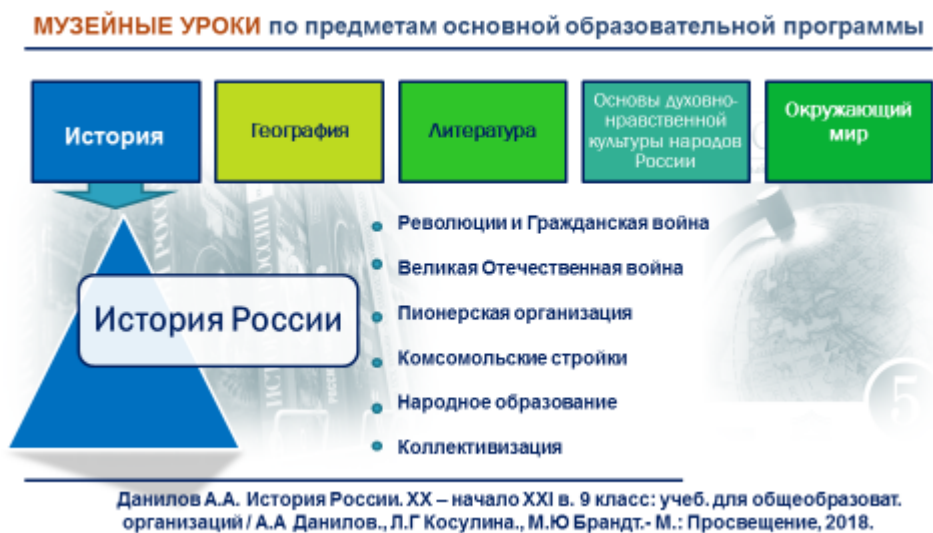 МУЗЕЙНЫЕ УРОКИ по предметам основной образовательной программы
История
География
Литература
Основы духовно-
нравственной
культуры народов
России
Окружающий
мир
История России
Революции и Гражданская война
Великая Отечественная война
Пионерская организация
Комсомольские стройки
Народное образование
Коллективизация
5
Данилов А.А. История России. XX – начало XXI в. 9 класс: учеб. для общеобразоват.
организаций / А.А Данилов., Л.Г Косулина., М.Ю Брандт.- М.: Просвещение, 2018.